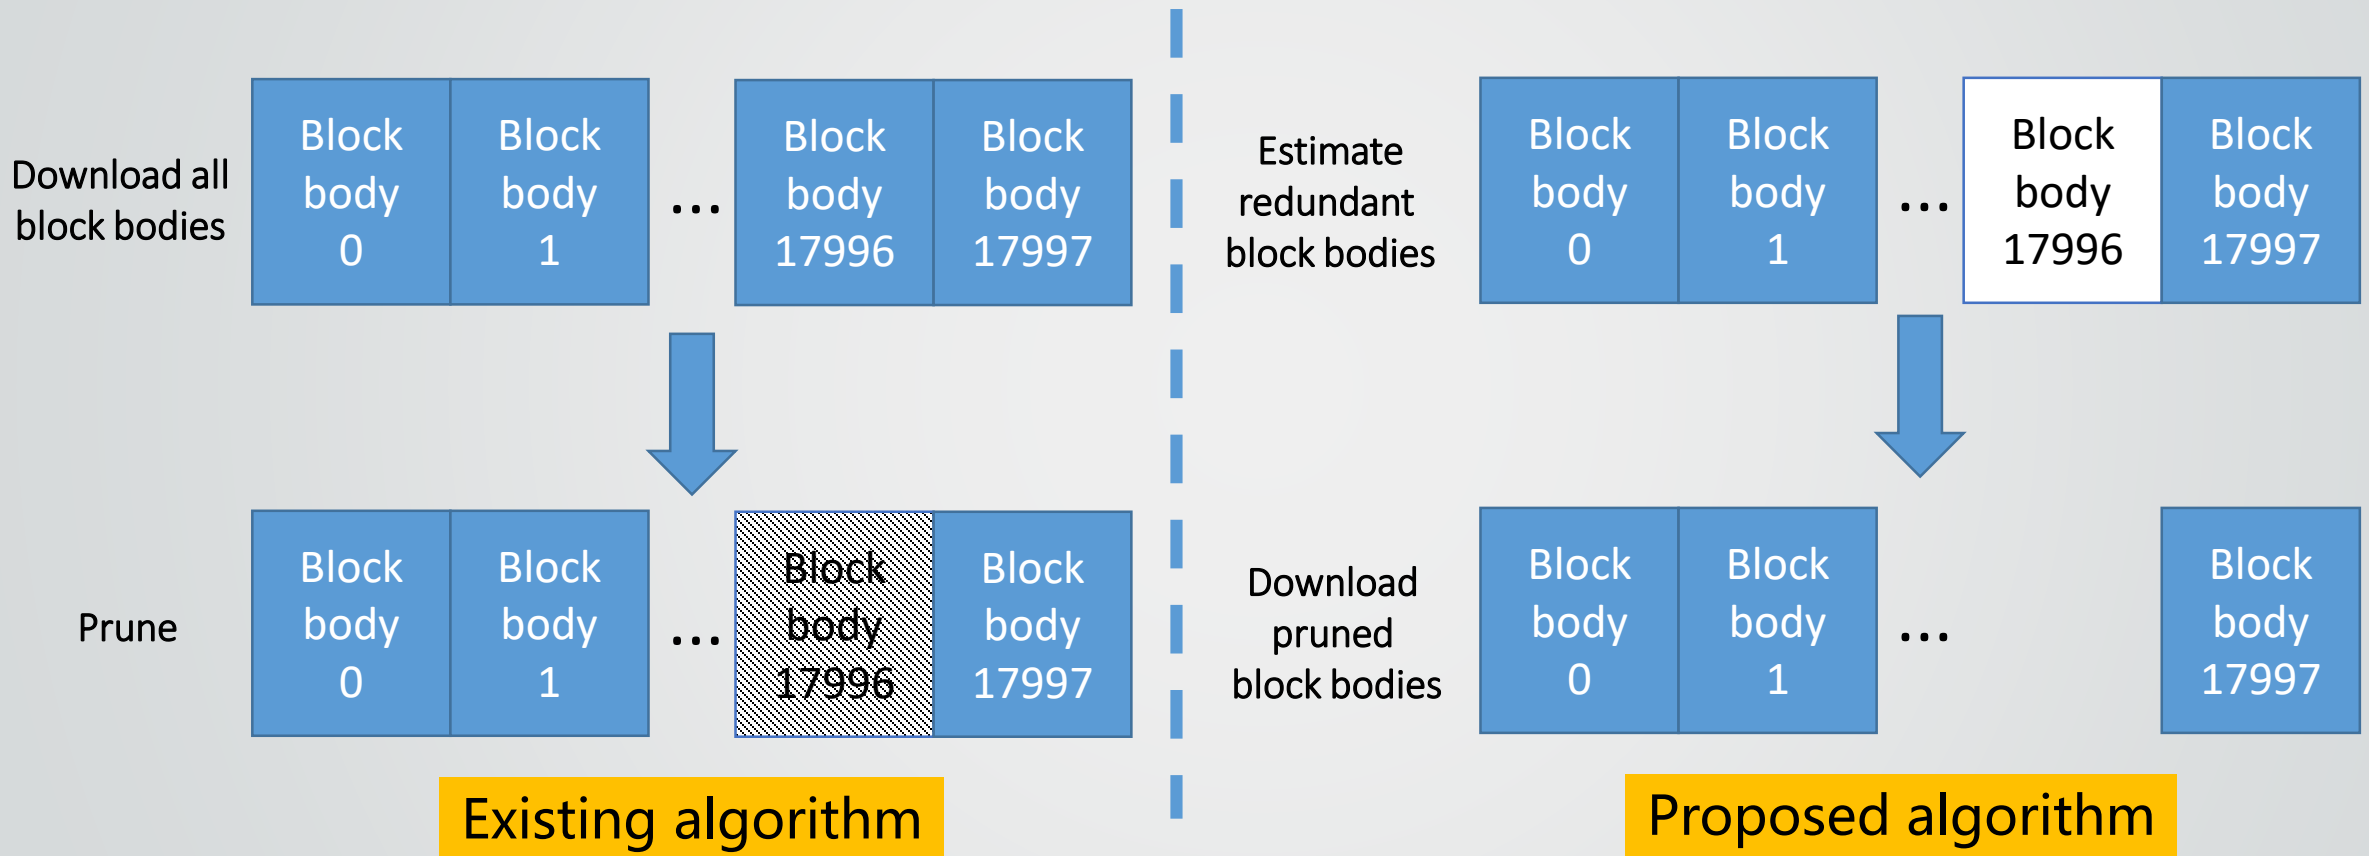 Download all
block bodies
Block
body
0
Block
body
1
...
Block
body
17996
Block
body
17997
Prune
Block
body
0
Block
body
1
...
Block
body
17996
Block
body
17997
Existing algorithm
Estimate
redundant
block bodies
Block
body
0
Block
body
1
...
Block
body
17996
Block
body
17997
Download
pruned
block bodies
Block
body
0
Block
body
1
...
Block
body
17997
Proposed algorithm